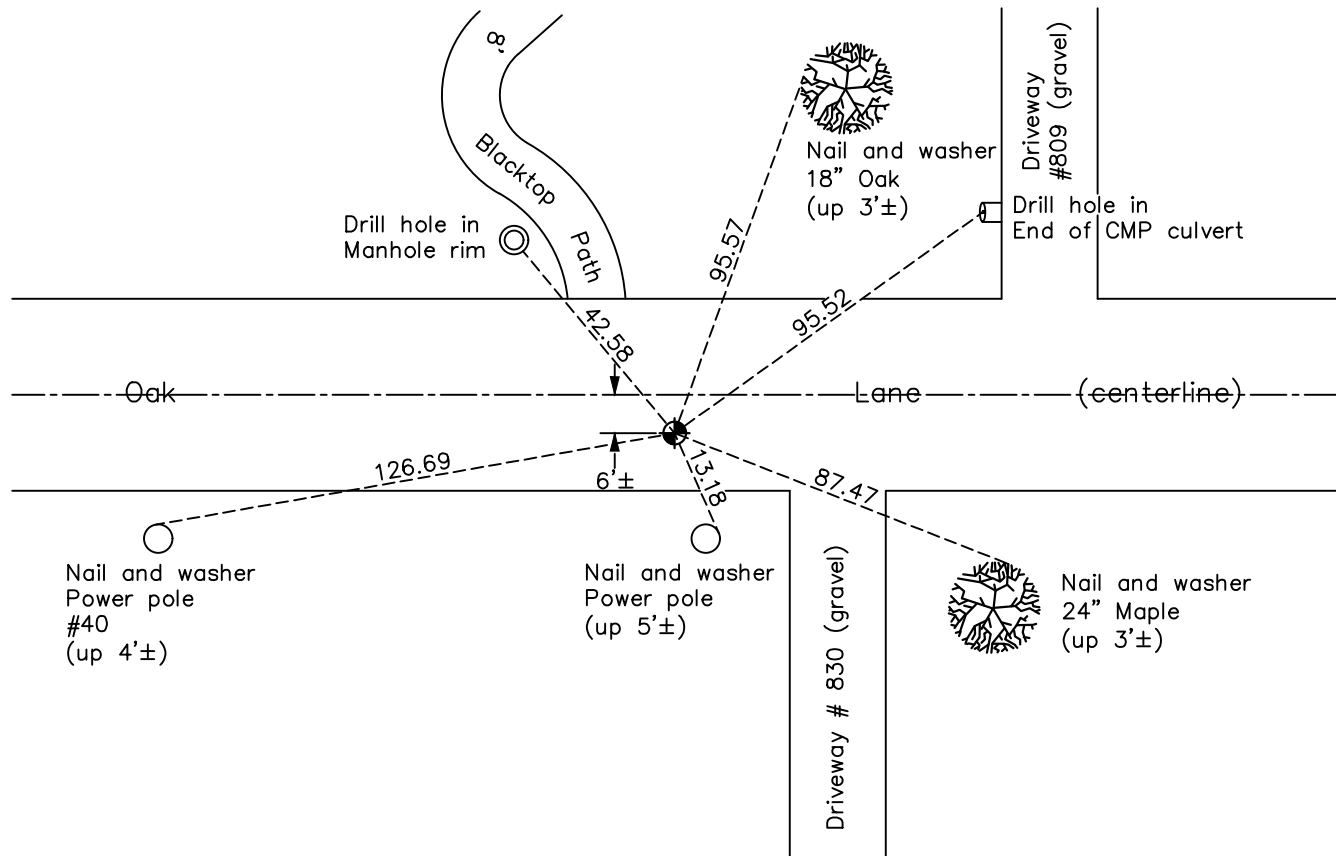 8'
Blacktop
Path
Driveway
#809 (gravel)
Nail and washer
18" Oak
(up 3'±)
Drill hole in
Manhole rim
Drill hole in
End of CMP culvert
95.57
95.52
42.58
Oak Lane (centerline)
126.69
6'±
13.18
87.47
Nail and washer
Power pole
#40
(up 4'±)
Nail and washer
Power pole
(up 5'±)
Driveway # 830 (gravel)
Nail and washer
24" Maple
(up 3'±)